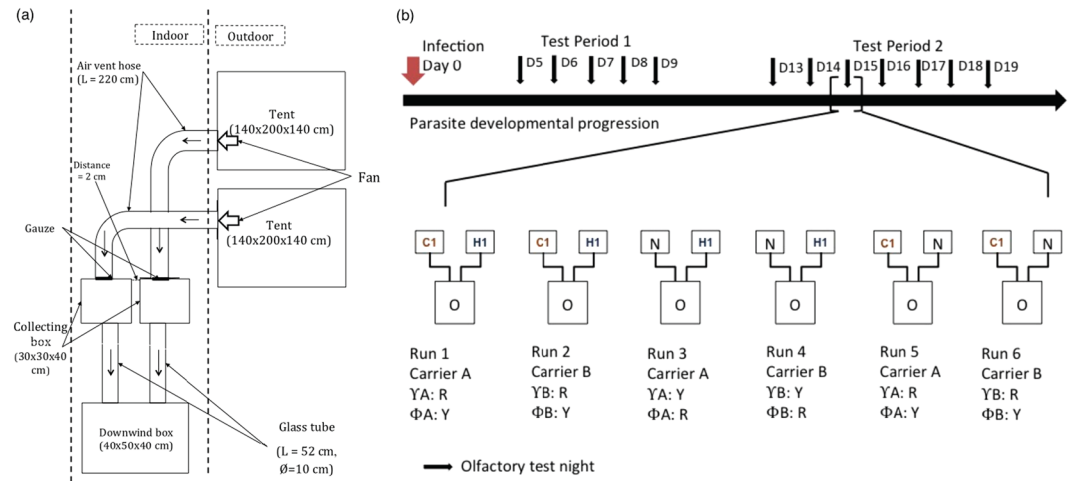 (a)
Indoor
Outdoor
Air vent hose
(L = 220 cm)
Tent
(140x200x140 cm)
Distance
= 2 cm
Fan
Gauze
Tent
(140x200x140 cm)
Collecting
box
(30x30x40
cm)
Downwind box
(40x50x40 cm)
Glass tube
(L = 52 cm,
Ø=10 cm)
(b)
Infection
Day 0
Test Period 1
D5 D6 D7 D8 D9
Test Period 2
D13 D14 D15 D16 D17 D18 D19
Parasite developmental progression
C1 H1 C1 H1 N H1 N H1 C1 N C1 N
O O O O O O
Run 1
Carrier A
ϒA: R
ΦA: Y
Run 2
Carrier B
ϒB: R
ΦB: Y
Run 3
Carrier A
ϒA: Y
ΦA: R
Run 4
Carrier B
ϒB: Y
ΦB: R
Run 5
Carrier A
ϒA: R
ΦA: Y
Run 6
Carrier B
ϒB: R
ΦB: Y
Olfactory test night